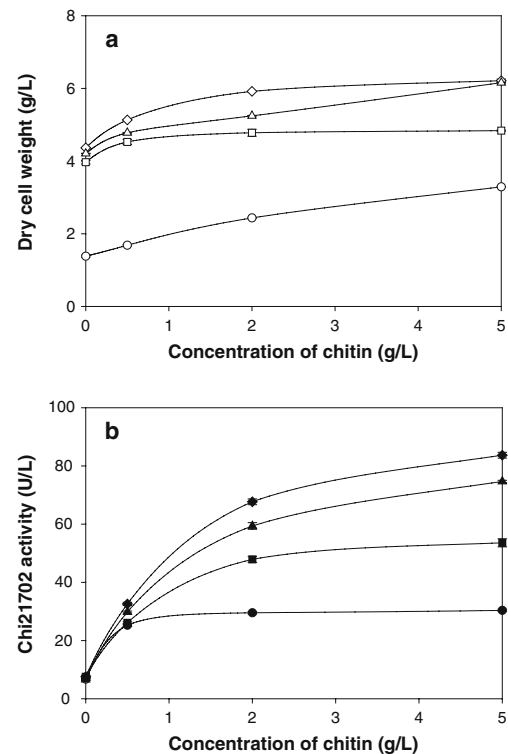 a
Dry cell weight (g/L)
8
6
4
2
0
0 1 2 3 4 5
Concentration of chitin (g/L)
b
Chi21702 activity (U/L)
100
80
60
40
20
0
0 1 2 3 4 5
Concentration of chitin (g/L)